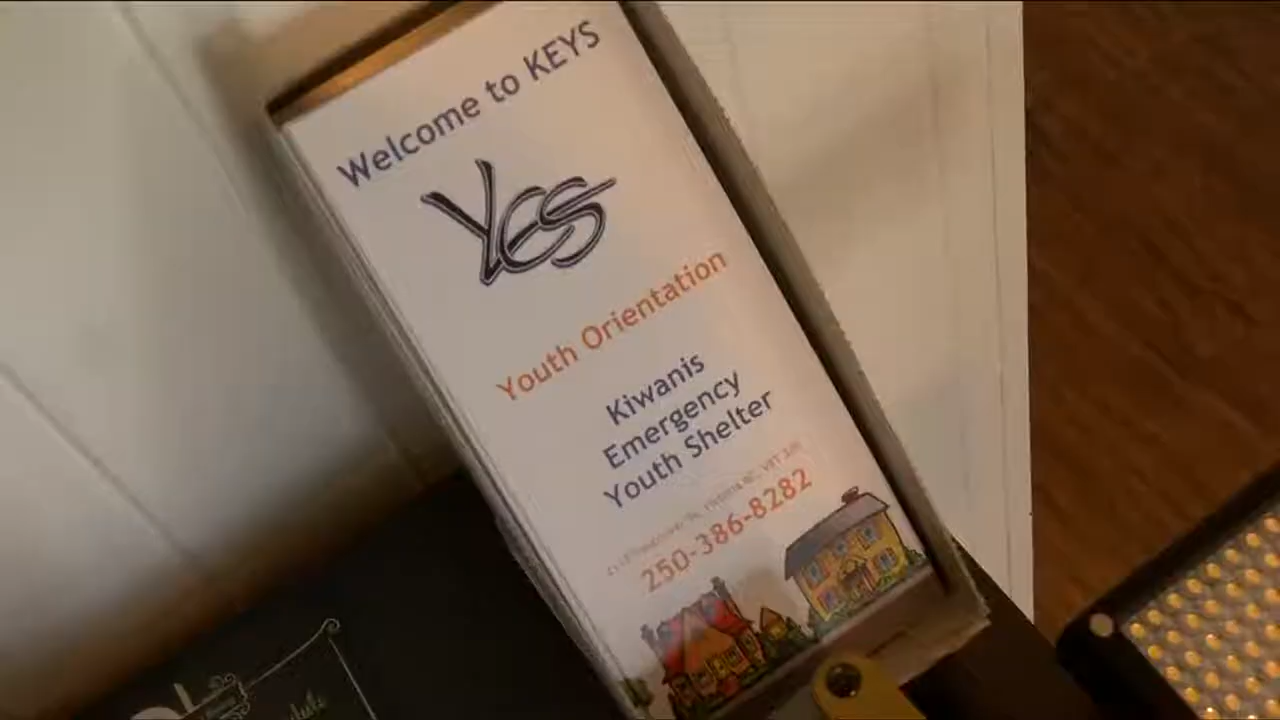 Welcome to KEYS
Yes
Youth Orientation
Kiwanis
Emergency
Youth Shelter
250-386-8282